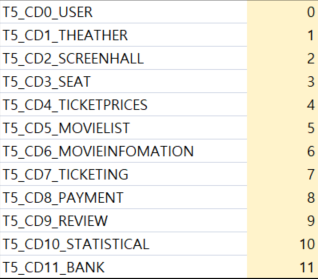 T5_CD0_USER 0
T5_CD1_THEATHER 1
T5_CD2_SCREENHALL 2
T5_CD3_SEAT 3
T5_CD4_TICKETPRICES 4
T5_CD5_MOVIELIST 5
T5_CD6_MOVIEINFOMATION 6
T5_CD7_TICKETING 7
T5_CD8_PAYMENT 8
T5_CD9_REVIEW 9
T5_CD10_STATISTICAL 10
T5_CD11_BANK 11